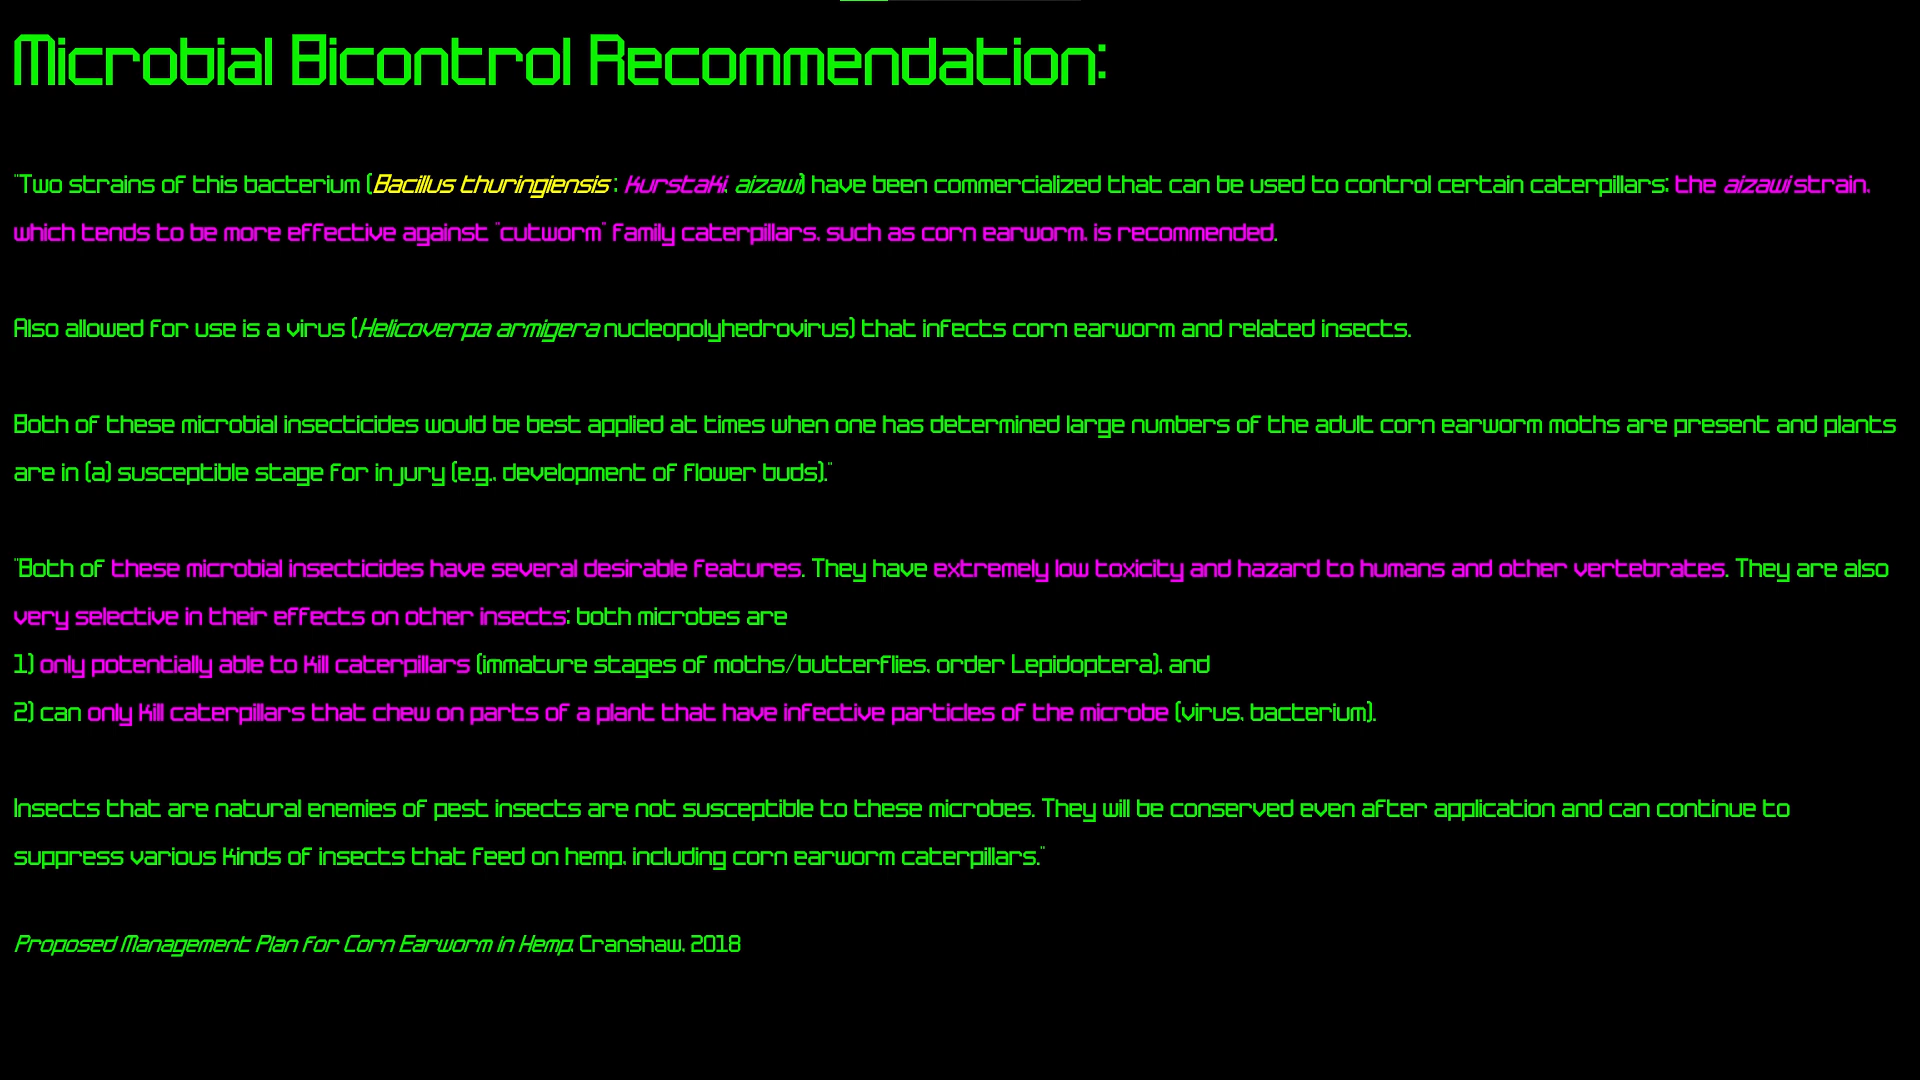 Microbial Bicontrol Recommendation:
"Two strains of this bacterium (Bacillus thuringiensis: kurstaki, aizawi) have been commercialized that can be used to control certain caterpillars: the aizawi strain,
which tends to be more effective against "cutworm" family caterpillars, such as corn earworm, is recommended.
Also allowed for use is a virus (Helicoverpa armigera nucleopolyhedrovirus) that infects corn earworm and related insects.
Both of these microbial insecticides would be best applied at times when one has determined large numbers of the adult corn earworm moths are present and plants
are in (a) susceptible stage for injury (e.g., development of flower buds)."
"Both of these microbial insecticides have several desirable features. They have extremely low toxicity and hazard to humans and other vertebrates. They are also
very selective in their effects on other insects: both microbes are
1) only potentially able to kill caterpillars (immature stages of moths/butterflies, order Lepidoptera), and
2) can only kill caterpillars that chew on parts of a plant that have infective particles of the microbe (virus, bacterium).
Insects that are natural enemies of pest insects are not susceptible to these microbes. They will be conserved even after application and can continue to
suppress various kinds of insects that feed on hemp, including corn earworm caterpillars."
Proposed Management Plan for Corn Earworm in Hemp. Cranshaw, 2018